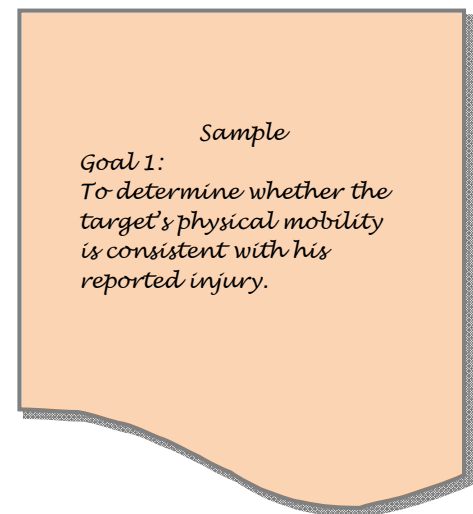 Sample
Goal 1:
To determine whether the
target's physical mobility
is consistent with his
reported injury.